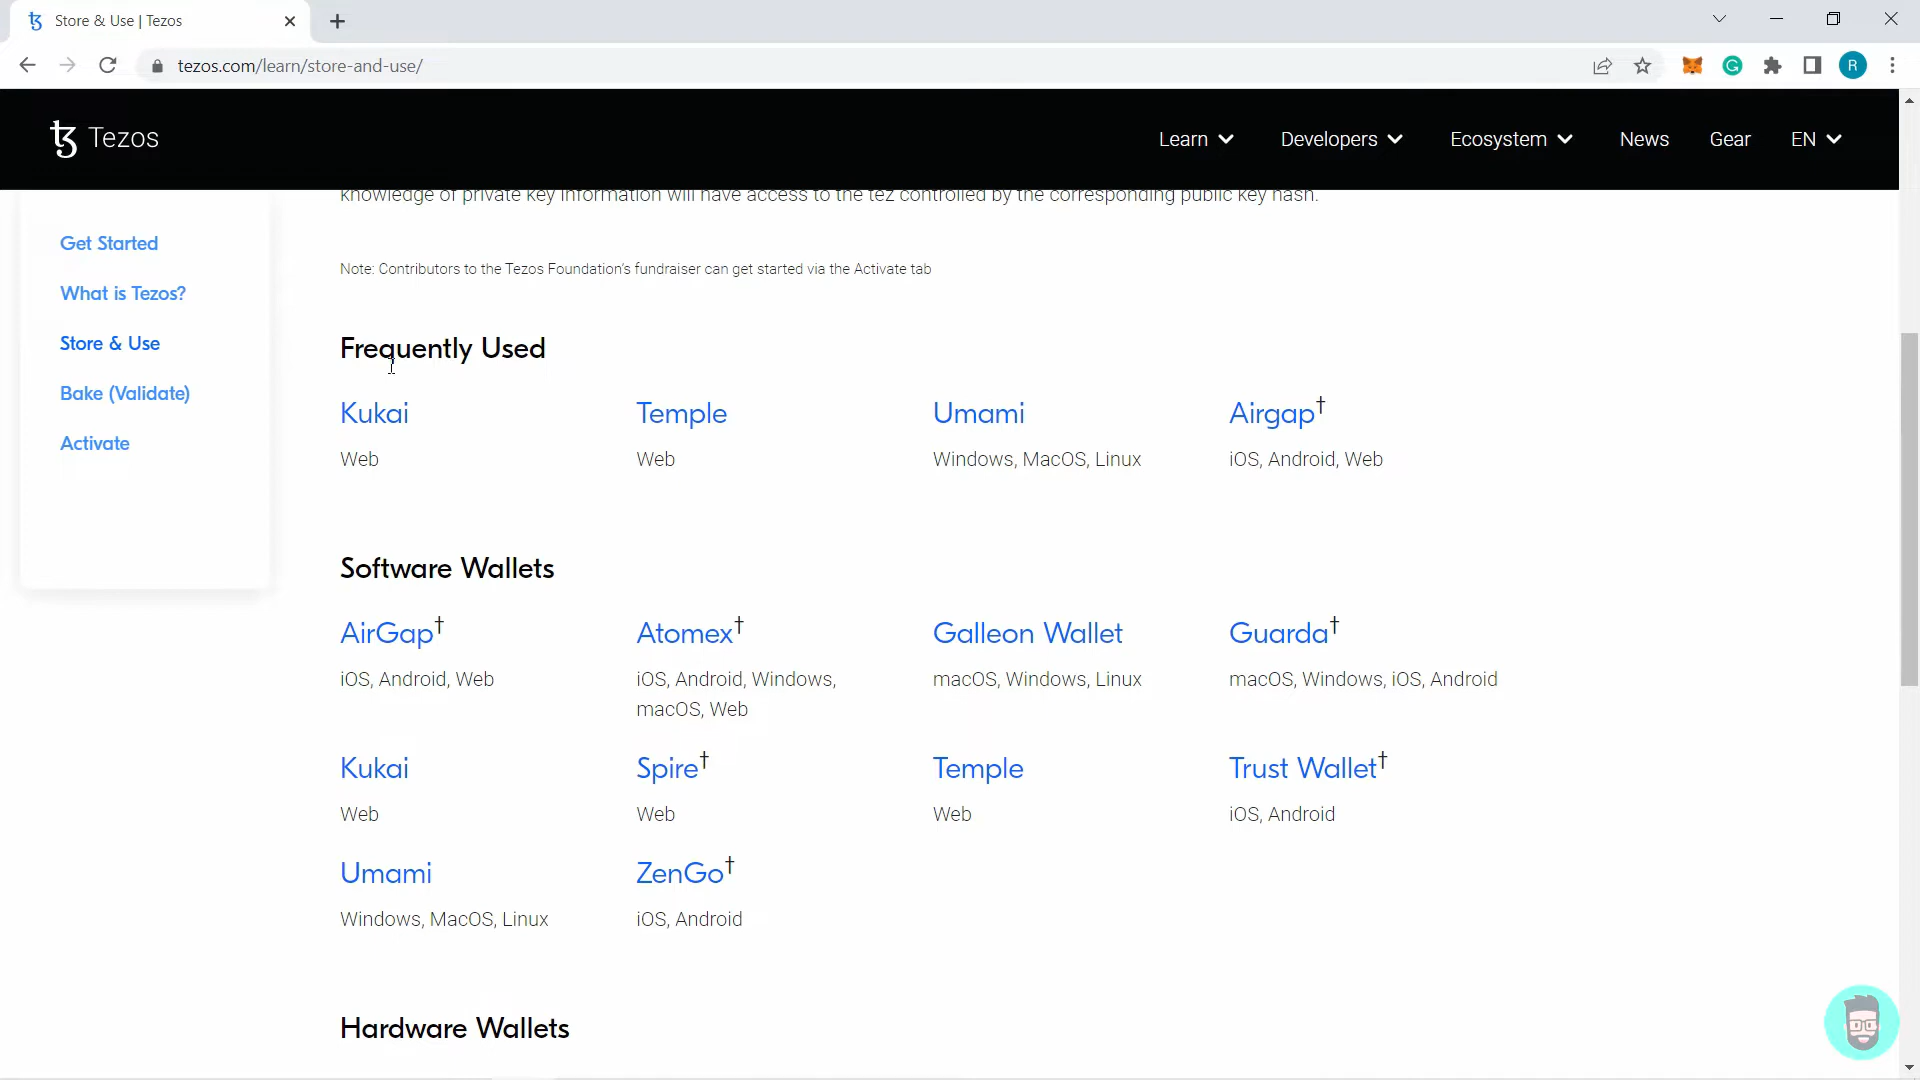 Store & Use | Tezos
tezos.com/learn/store-and-use/
R
Tezos
Learn
Developers
Ecosystem
News
Gear
EN
knowledge of private key information will have access to the tez controlled by the corresponding public key hash.
Get Started
What is Tezos?
Store & Use
Bake (Validate)
Activate
Note: Contributors to the Tezos Foundation's fundraiser can get started via the Activate tab
Frequently Used
Kukai
Web
Temple
Web
Umami
Windows, MacOS, Linux
Airgap†
iOS, Android, Web
Software Wallets
AirGap†
iOS, Android, Web
Atomex†
iOS, Android, Windows,
macOS, Web
Galleon Wallet
macOS, Windows, Linux
Guarda†
macOS, Windows, iOS, Android
Kukai
Web
Spire†
Web
Temple
Web
Trust Wallet†
iOS, Android
Umami
Windows, MacOS, Linux
ZenGo†
iOS, Android
Hardware Wallets